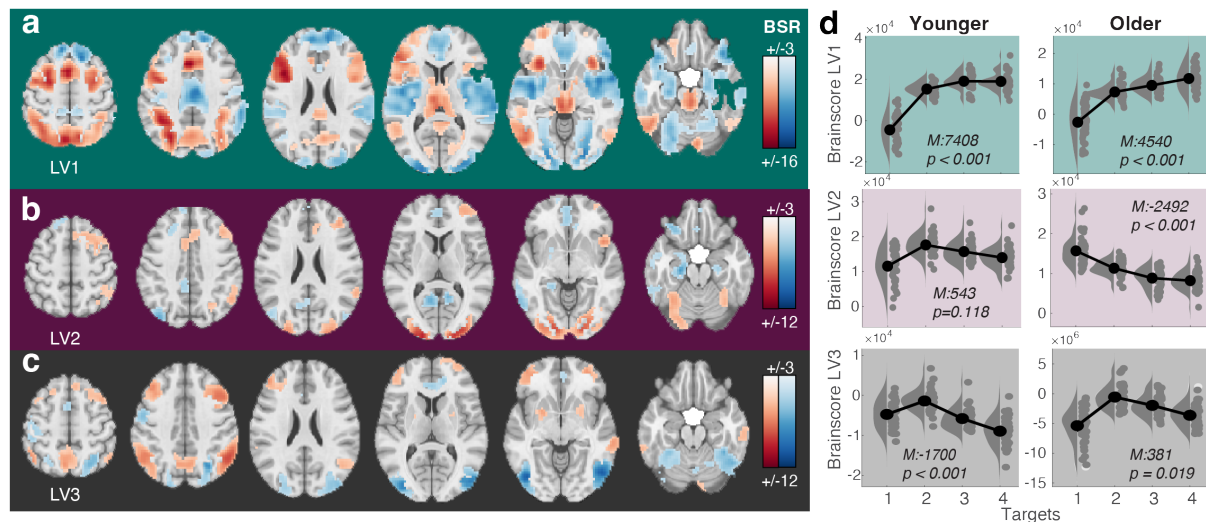 a
BSR
+/-3
+/-16
LV1
b
+/-3
+/-12
LV2
c
+/-3
+/-12
LV3
d
Younger
Older
×10⁴
×10⁴
Brainscore LV1
4
2
0
-2
M:7408
p < 0.001
2
1
0
-1
M:4540
p < 0.001
×10⁴
×10⁴
Brainscore LV2
3
2
1
0
M:543
p=0.118
3
2
1
0
M:-2492
p < 0.001
×10⁴
×10⁶
Brainscore LV3
1
0
-1
-2
M:-1700
p < 0.001
5
0
-5
-10
-15
M:381
p = 0.019
1 2 3 4
1 2 3 4
Targets